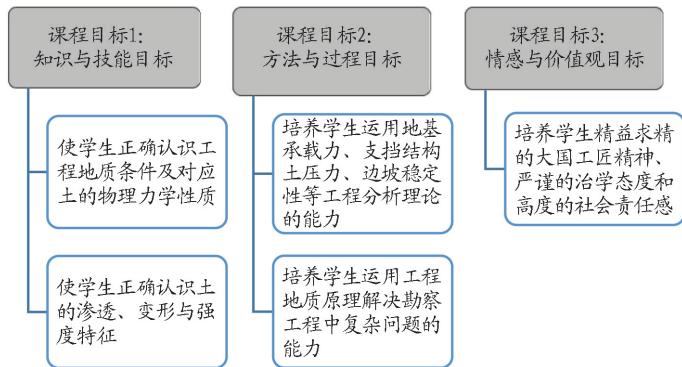 课程目标1:
知识与技能目标
使学生正确认识工
程地质条件及对应
土的物理力学性质
使学生正确认识土
的渗透、变形与强
度特征
课程目标2:
方法与过程目标
培养学生运用地基
承载力、支挡结构
土压力、边坡稳定
性等工程分析理论
的能力
培养学生运用工程
地质原理解决勘察
工程中复杂问题的
能力
课程目标3:
情感与价值观目标
培养学生精益求精
的大国工匠精神、
严谨的治学态度和
高度的社会责任感